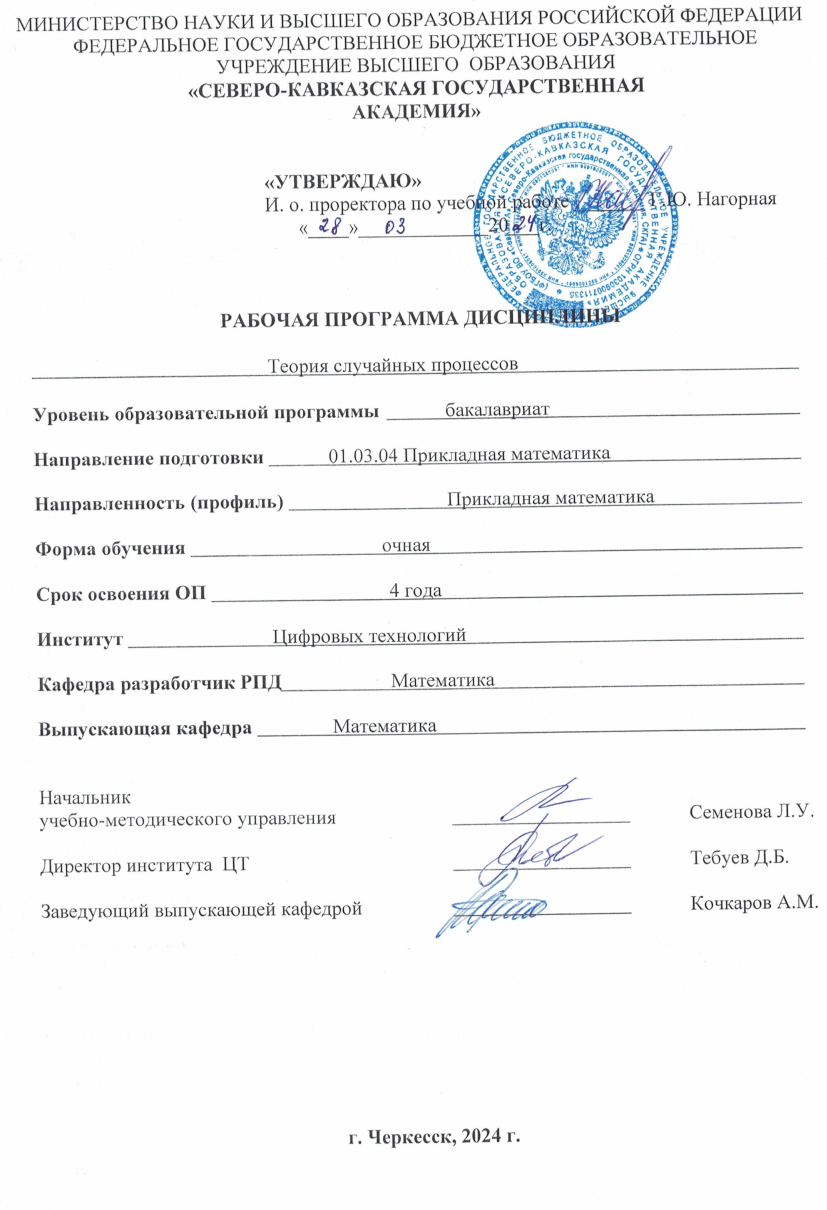 МИНИСТЕРСТВО НАУКИ И ВЫСШЕГО ОБРАЗОВАНИЯ РОССИЙСКОЙ ФЕДЕРАЦИИ
ФЕДЕРАЛЬНОЕ ГОСУДАРСТВЕННОЕ БЮДЖЕТНОЕ ОБРАЗОВАТЕЛЬНОЕ
УЧРЕЖДЕНИЕ ВЫСШЕГО ОБРАЗОВАНИЯ
«СЕВЕРО-КАВКАЗСКАЯ ГОСУДАРСТВЕННАЯ
АКАДЕМИЯ»
«УТВЕРЖДАЮ»
И. о. проректора по учебной работе Г.Ю. Нагорная
«28» 03 2024 г.
РАБОЧАЯ ПРОГРАММА ДИСЦИПЛИНЫ
Теория случайных процессов
Уровень образовательной программы бакалавриат
Направление подготовки 01.03.04 Прикладная математика
Направленность (профиль) Прикладная математика
Форма обучения очная
Срок освоения ОП 4 года
Институт Цифровых технологий
Кафедра разработчик РПД Математика
Выпускающая кафедра Математика
Начальник
учебно-методического управления Семенова Л.У.
Директор института ЦТ Тебуев Д.Б.
Заведующий выпускающей кафедрой Кочкаров А.М.
г. Черкесск, 2024 г.